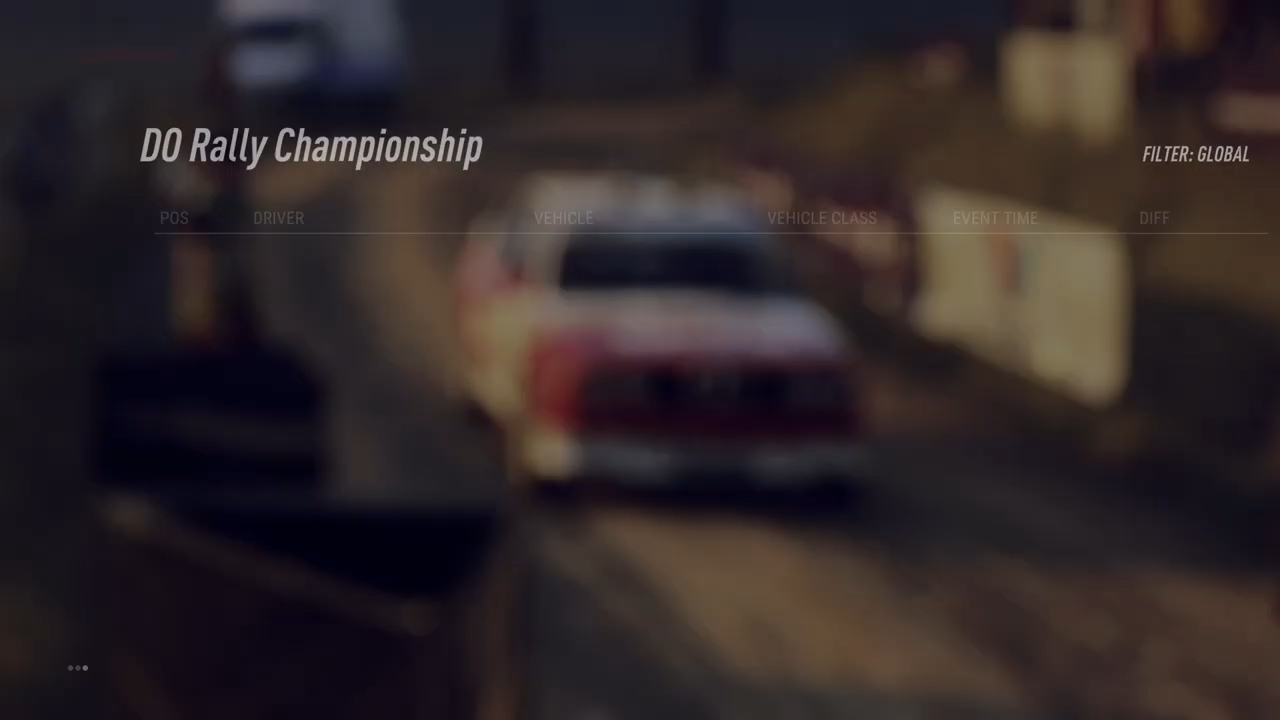 DO Rally Championship
FILTER: GLOBAL
POS DRIVER VEHICLE VEHICLE CLASS EVENT TIME DIFF